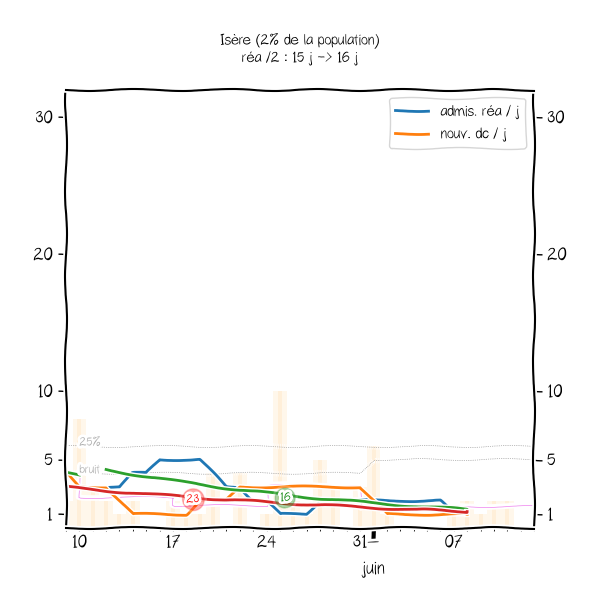 Isère (2% de la population)
réa /2 : 15 j -> 16 j
admis. réa / j
nouv. dc / j
30 30
20 20
10 10
25%
5 5
bruit
23 16
1 1
10 17 24 31 07
juin